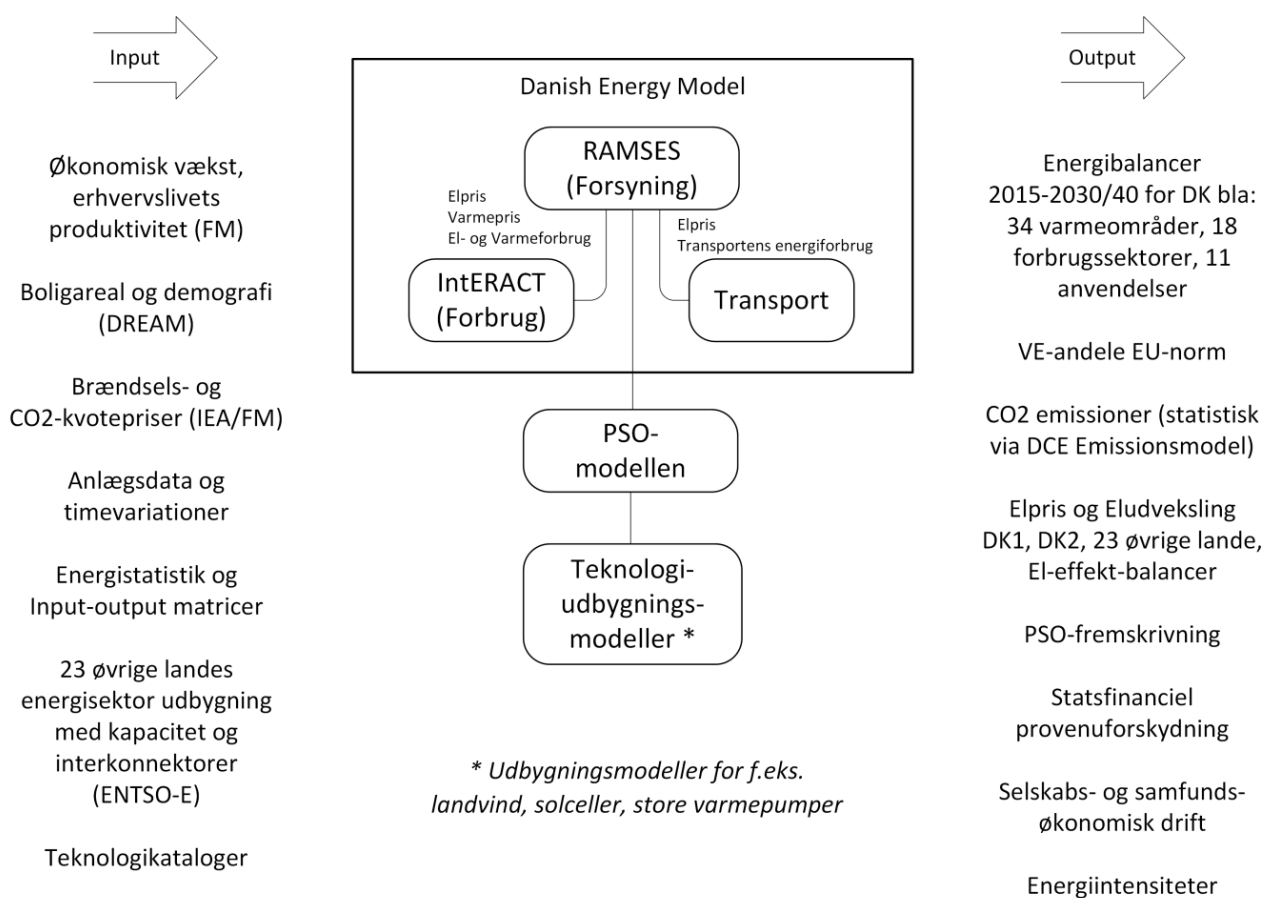 Input
Økonomisk vækst,
erhvervslivets
produktivitet (FM)
Boligareal og demografi
(DREAM)
Brændsels- og
CO2-kvotepriser (IEA/FM)
Anlægsdata og
timevariationer
Energistatistik og
Input-output matricer
23 øvrige landes
energisektor udbygning
med kapacitet og
interkonnektorer
(ENTSO-E)
Teknologikataloger
Danish Energy Model
RAMSES
(Forsyning)
Elpris
Varmepris
El- og Varmeforbrug
Elpris
Transportens energiforbrug
IntERACT
(Forbrug)
Transport
PSO-
modellen
Teknologi-
udbygnings-
modeller *
* Udbygningsmodeller for f.eks.
landvind, solceller, store varmepumper
Output
Energibalancer
2015-2030/40 for DK bla:
34 varmeområder, 18
forbrugssektorer, 11
anvendelser
VE-andele EU-norm
CO2 emissioner (statistisk
via DCE Emissionsmodel)
Elpris og Eludveksling
DK1, DK2, 23 øvrige lande,
El-effekt-balancer
PSO-fremskrivning
Statsfinanciel
provenuforskydning
Selskabs- og samfunds-
økonomisk drift
Energiintensiteter